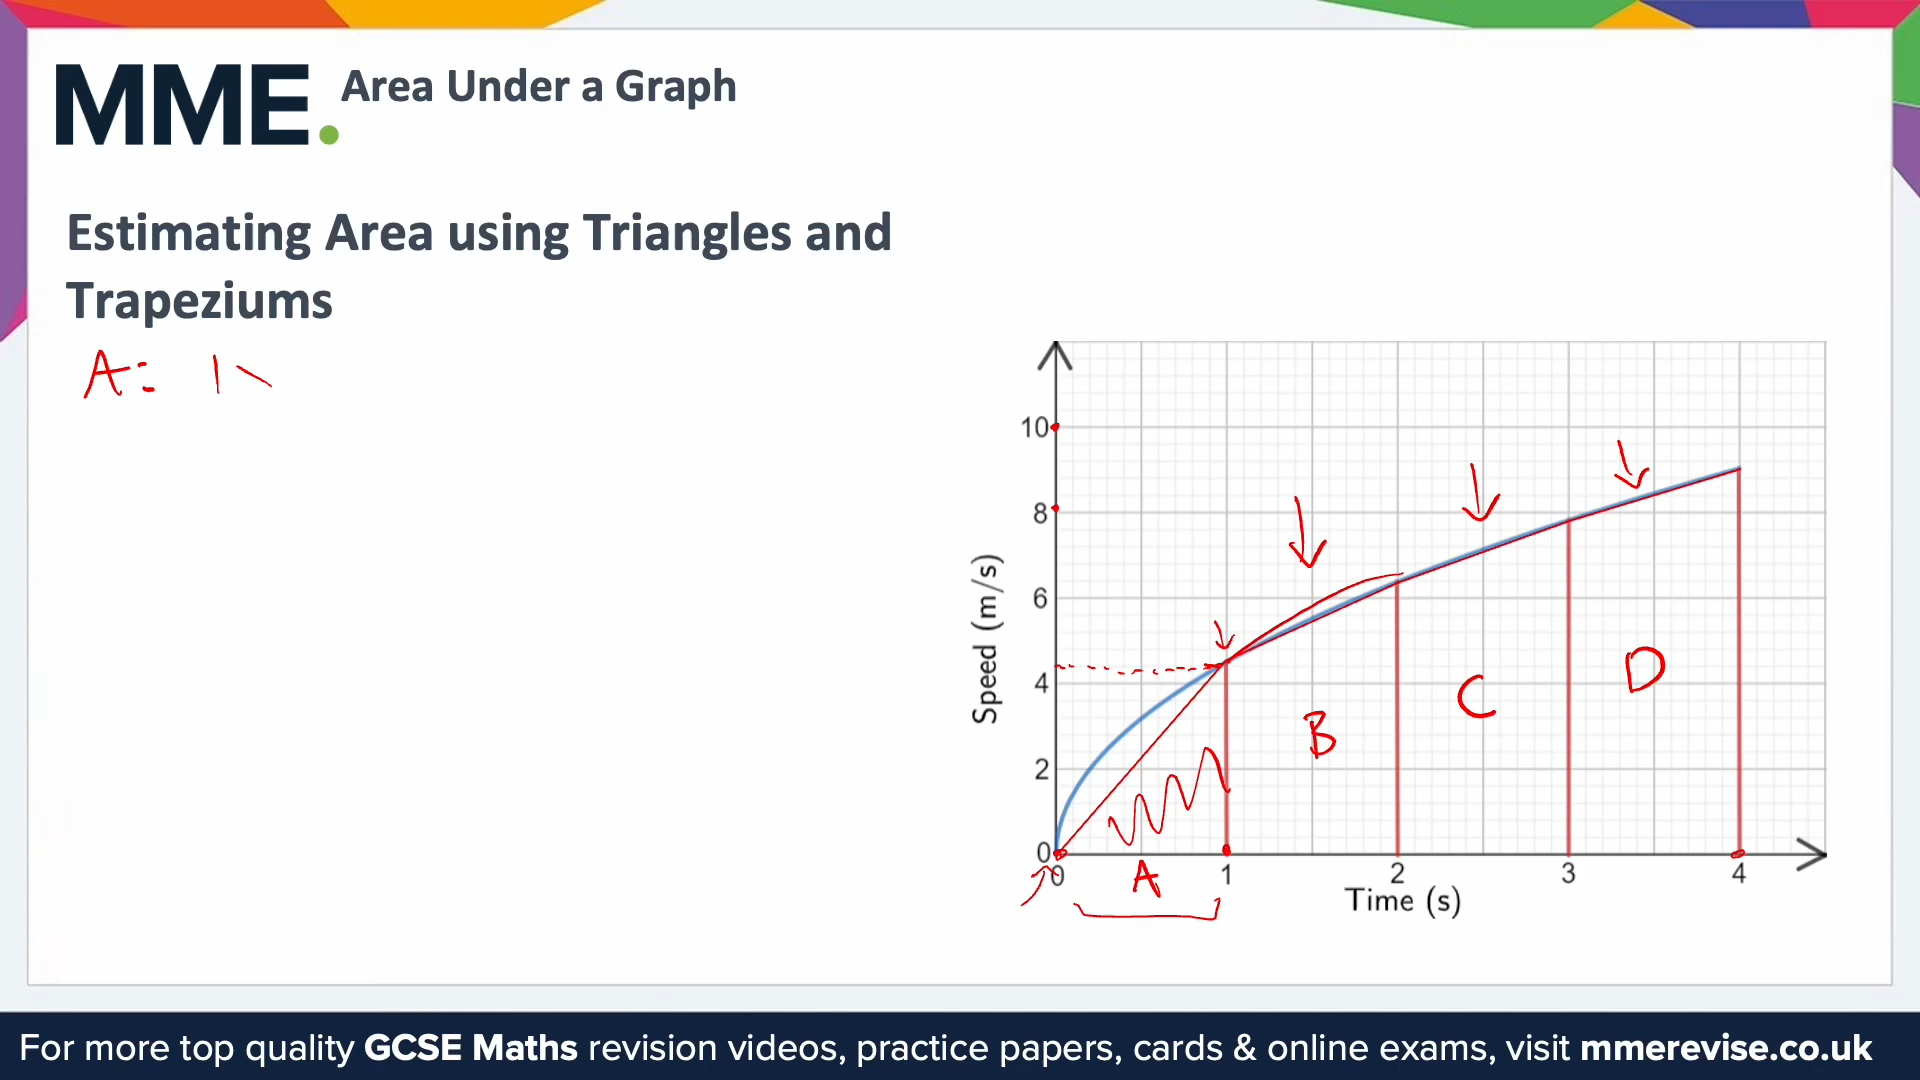 MME.
Area Under a Graph
Estimating Area using Triangles and
Trapeziums
A= 1×
10
8
6
4
2
0
Speed (m/s)
B
C
D
A
0 1 2 3 4
Time (s)
For more top quality GCSE Maths revision videos, practice papers, cards & online exams, visit mmerevise.co.uk